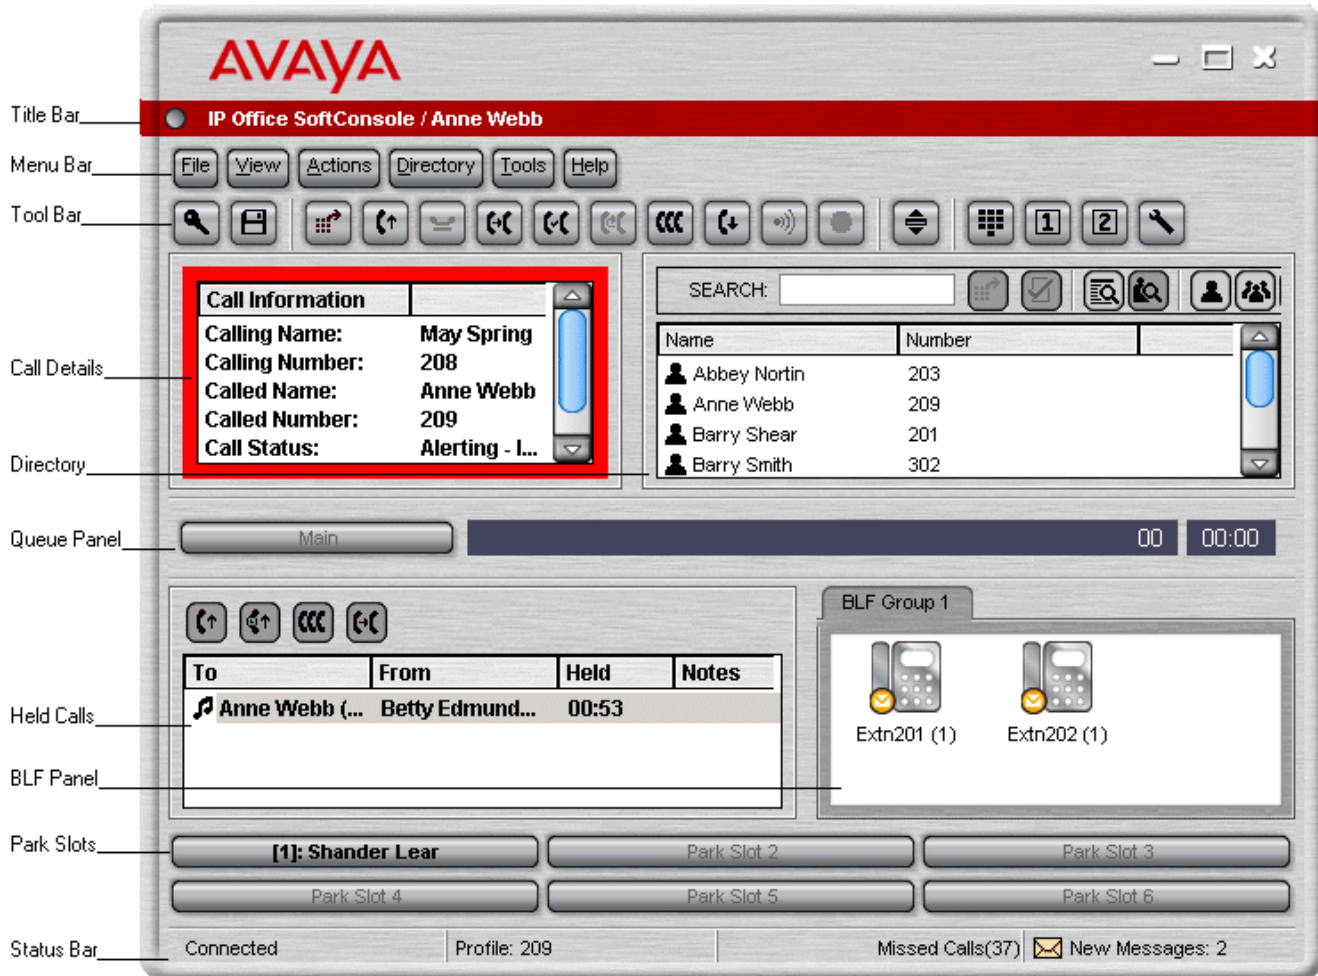 AVAYA
Title Bar
IP Office SoftConsole / Anne Webb
Menu Bar
File View Actions Directory Tools Help
Tool Bar
1 2
Call Information
Calling Name: May Spring
Calling Number: 208
Called Name: Anne Webb
Called Number: 209
Call Status: Alerting - I...
Call Details
SEARCH:
Name Number
Abbey Nortin 203
Anne Webb 209
Barry Shear 201
Barry Smith 302
Directory
Queue Panel
Main 00 00:00
To From Held Notes
Anne Webb (... Betty Edmund... 00:53
Held Calls
BLF Group 1
Extn201 (1) Extn202 (1)
BLF Panel
Park Slots
[1]: Shander Lear Park Slot 2 Park Slot 3
Park Slot 4 Park Slot 5 Park Slot 6
Status Bar
Connected Profile: 209 Missed Calls(37) New Messages: 2